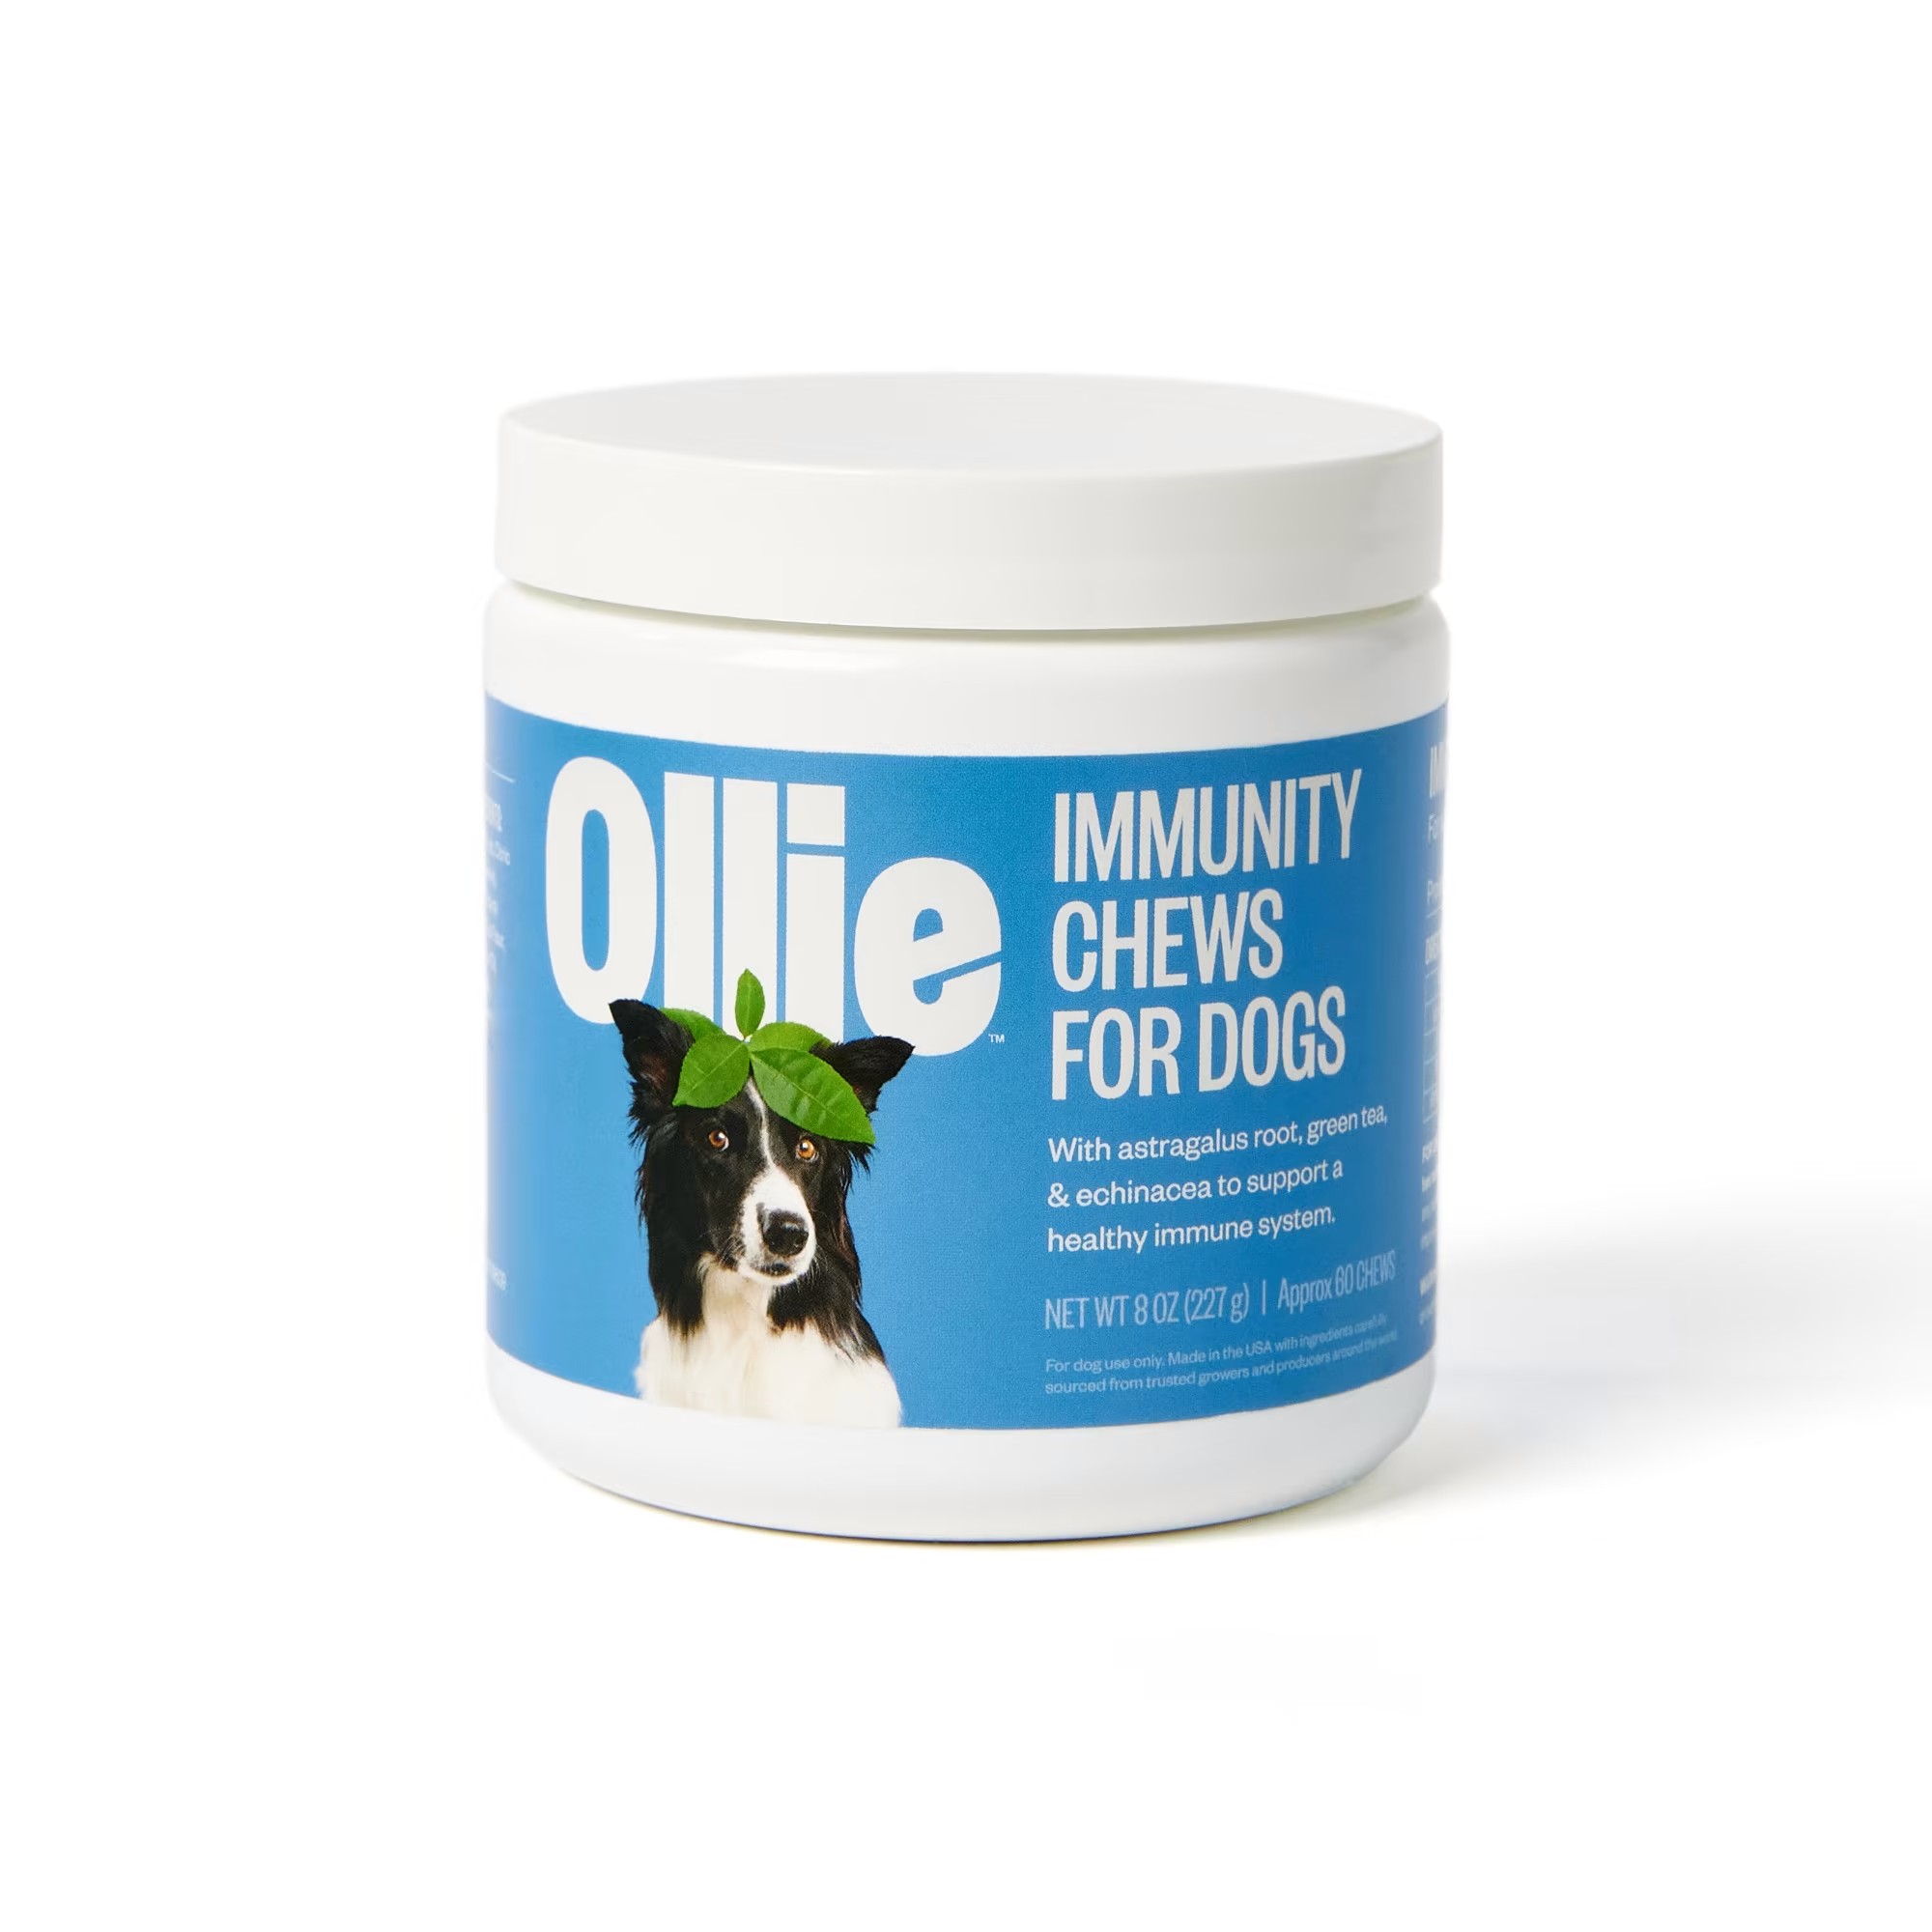 Ollie
™
IMMUNITY
CHEWS
FOR DOGS
With astragalus root, green tea,
& echinacea to support a
healthy immune system.
NET WT 8 OZ (227 g) | Approx 60 CHEWS
For dog use only. Made in the USA with ingredients carefully
sourced from trusted growers and producers around the world.